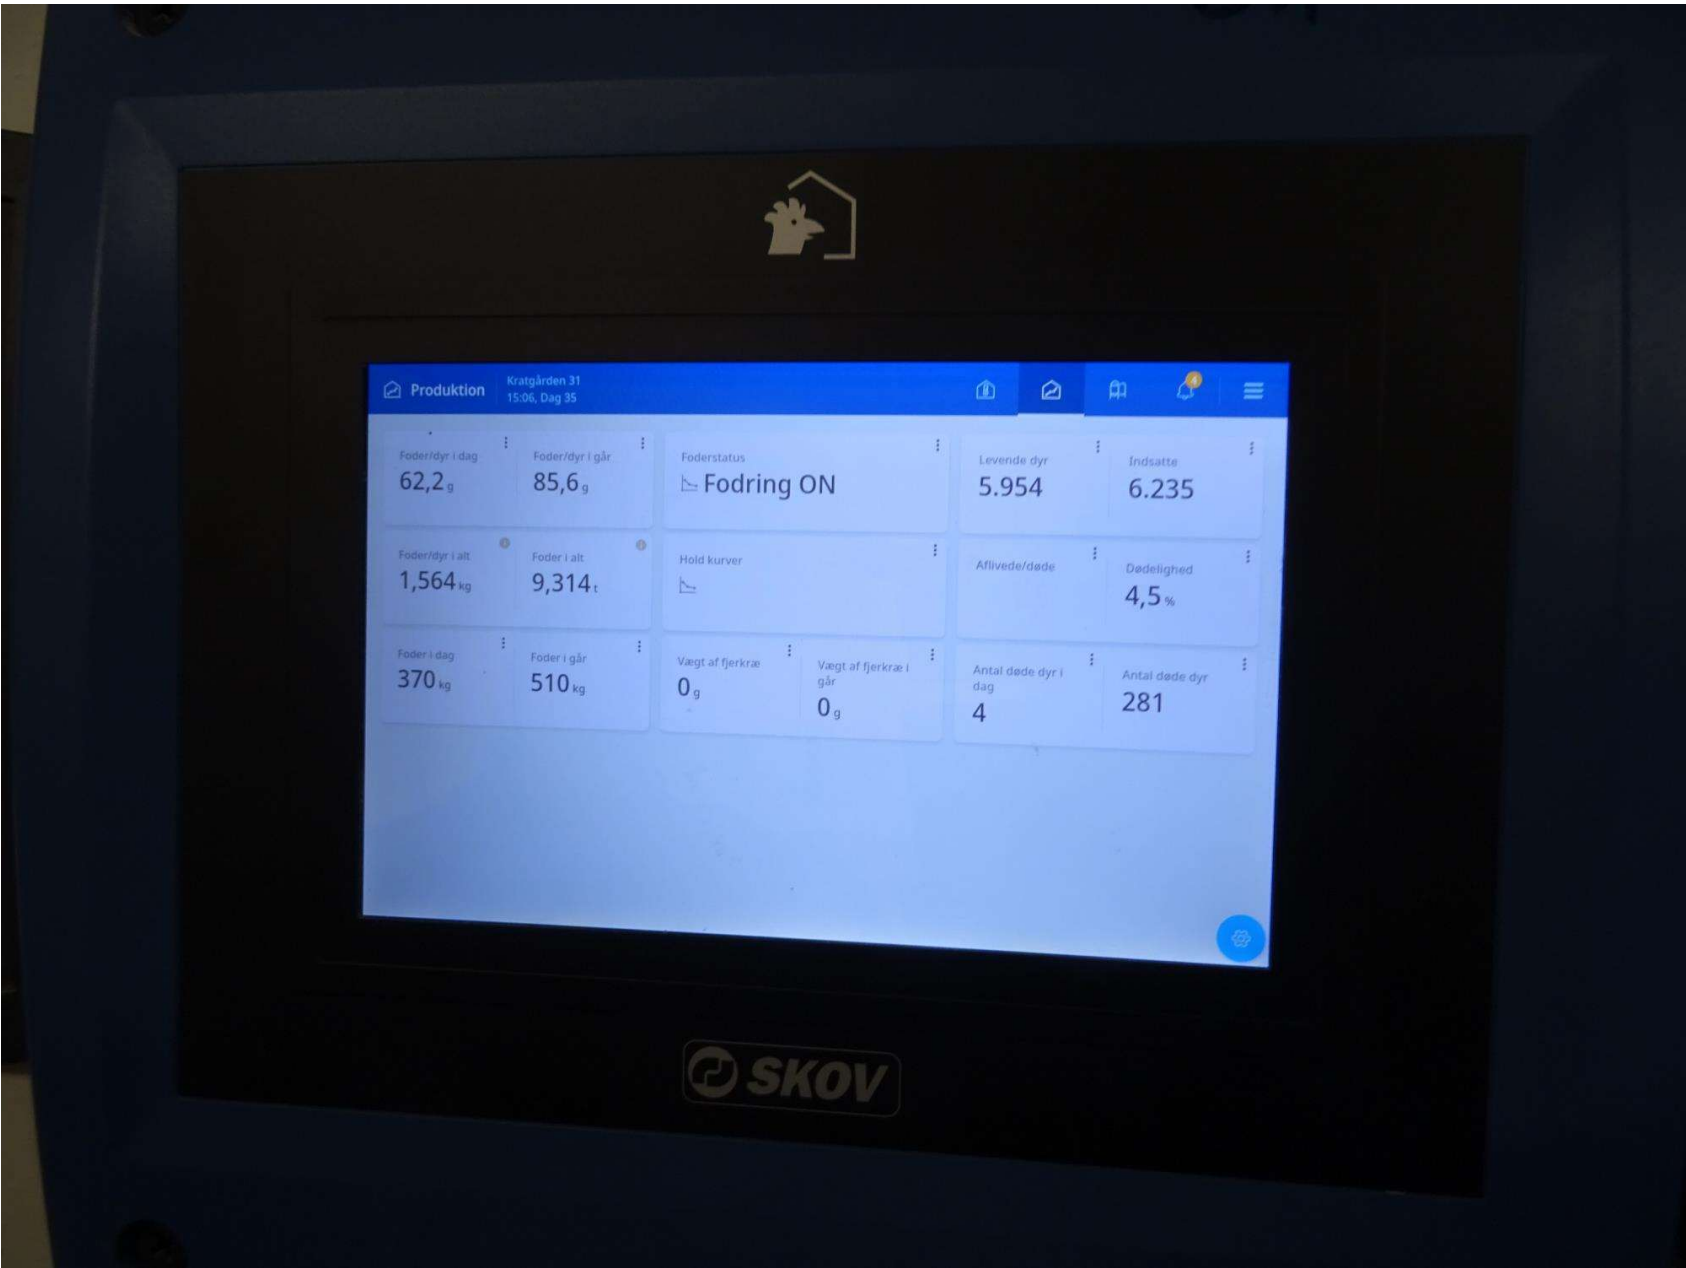 Produktion
Kratgården 31
15:06, Dag 35
4
Foder/dyr i dag
62,2 g
Foder/dyr i går
85,6 g
Foderstatus
Fodring ON
Levende dyr
5.954
Indsatte
6.235
Foder/dyr i alt
1,564 kg
Foder i alt
9,314 t
Hold kurver
Aflivede/døde
Dødelighed
4,5 %
Foder i dag
370 kg
Foder i går
510 kg
Vægt af fjerkræ
0 g
Vægt af fjerkræ i
går
0 g
Antal døde dyr i
dag
4
Antal døde dyr
281
SKOV